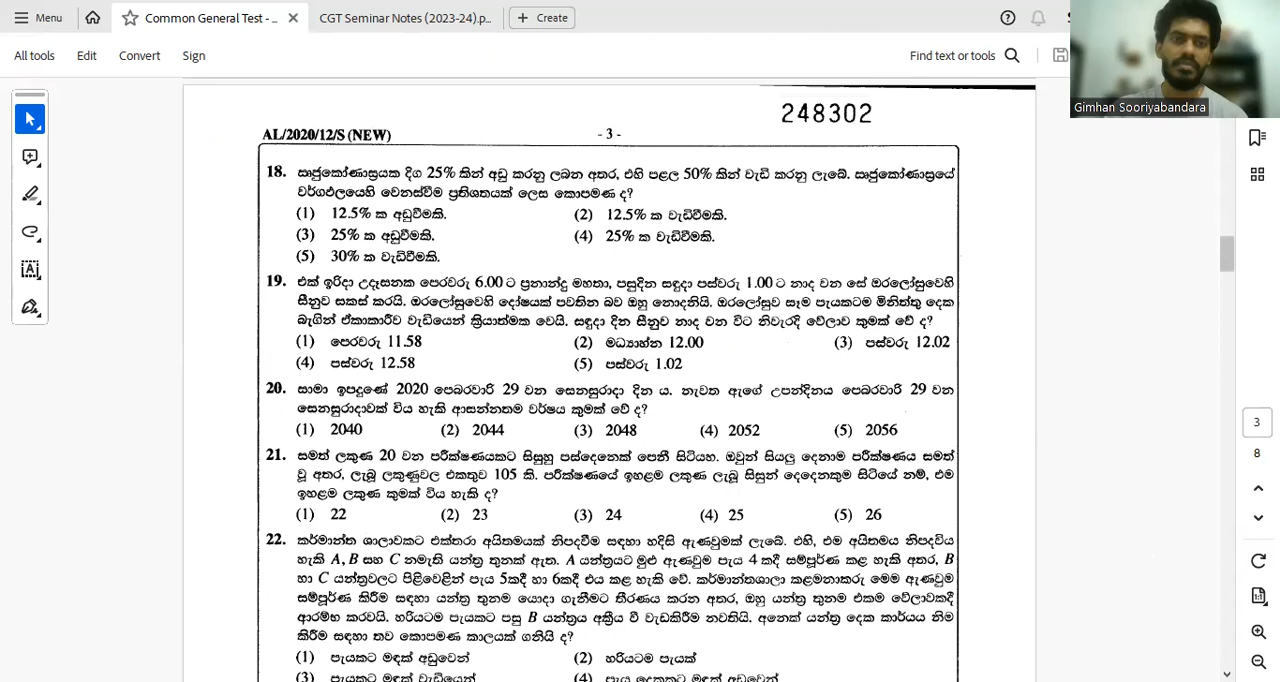 Menu
Common General Test - ...
CGT Seminar Notes (2023-24).p...
Create
All tools
Edit
Convert
Sign
Find text or tools
Gimhan Sooriyabandara
248302
AL/2020/12/S (NEW)
- 3 -
18. සෘජුකෝණාස්‍රයක දිග 25% කින් අඩු කරනු ලබන අතර, එහි පළල 50% කින් වැඩි කරනු ලැබේ. සෘජුකෝණාස්‍රයේ
වර්ගඵලයෙහි වෙනස්වීම ප්‍රතිශතයක් ලෙස කොපමණ ද?
(1) 12.5% ක අඩුවීමකි.
(2) 12.5% ක වැඩිවීමකි.
(3) 25% ක අඩුවීමකි.
(4) 25% ක වැඩිවීමකි.
(5) 30% ක වැඩිවීමකි.
19. එක් ඉරිදා උදෑසනක පෙරවරු 6.00 ට ප්‍රනාන්දු මහතා, පසුදින සඳුදා පස්වරු 1.00 ට නාද වන සේ ඔරලෝසුවෙහි
සීනුව සකස් කරයි. ඔරලෝසුවෙහි දෝෂයක් පවතින බව ඔහු නොදනියි. ඔරලෝසුව සෑම පැයකටම මිනිත්තු දෙක
බැගින් ඒකාකාරීව වැඩියෙන් ක්‍රියාත්මක වෙයි. සඳුදා දින සීනුව නාද වන විට නිවැරදි වේලාව කුමක් වේ ද?
(1) පෙරවරු 11.58
(2) මධ්‍යාහ්න 12.00
(3) පස්වරු 12.02
(4) පස්වරු 12.58
(5) පස්වරු 1.02
20. සාමා ඉපදුණේ 2020 පෙබරවාරි 29 වන සෙනසුරාදා දින ය. නැවත ඇගේ උපන්දිනය පෙබරවාරි 29 වන
සෙනසුරාදාවක් විය හැකි ආසන්නතම වර්ෂය කුමක් වේ ද?
(1) 2040
(2) 2044
(3) 2048
(4) 2052
(5) 2056
21. සමත් ලකුණ 20 වන පරීක්ෂණයකට සිසුහු පස්දෙනෙක් පෙනී සිටියහ. ඔවුන් සියලු දෙනාම පරීක්ෂණය සමත්
වූ අතර, ලැබූ ලකුණුවල එකතුව 105 කි. පරීක්ෂණයේ ඉහළම ලකුණ ලැබූ සිසුන් දෙදෙනකුම සිටියේ නම්, එම
ඉහළම ලකුණ කුමක් විය හැකි ද?
(1) 22
(2) 23
(3) 24
(4) 25
(5) 26
22. කර්මාන්ත ශාලාවකට එක්තරා අයිතමයක් නිපදවීම සඳහා හදිසි ඇණවුමක් ලැබේ. එහි, එම අයිතමය නිපදවිය
හැකි A, B සහ C නමැති යන්ත්‍ර තුනක් ඇත. A යන්ත්‍රයට මුළු ඇණවුම පැය 4 කදී සම්පූර්ණ කළ හැකි අතර, B
හා C යන්ත්‍රවලට පිළිවෙළින් පැය 5කදී හා 6කදී එය කළ හැකි වේ. කර්මාන්තශාලා කළමනාකරු මෙම ඇණවුම
සම්පූර්ණ කිරීම සඳහා යන්ත්‍ර තුනම යොදා ගැනීමට තීරණය කරන අතර, ඔහු යන්ත්‍ර තුනම එකම වේලාවකදී
ආරම්භ කරවයි. හරියටම පැයකට පසු B යන්ත්‍රය අක්‍රීය වී වැඩකිරීම නවතියි. අනෙක් යන්ත්‍ර දෙක කාර්යය නිම
කිරීම සඳහා තව කොපමණ කාලයක් ගනියි ද?
(1) පැයකට මඳක් අඩුවෙන්
(2) හරියටම පැයක්
(3) පැයකට මඳක් වැඩියෙන්
(4) පැය දෙකකට මඳක් අඩුවෙන්
3
8